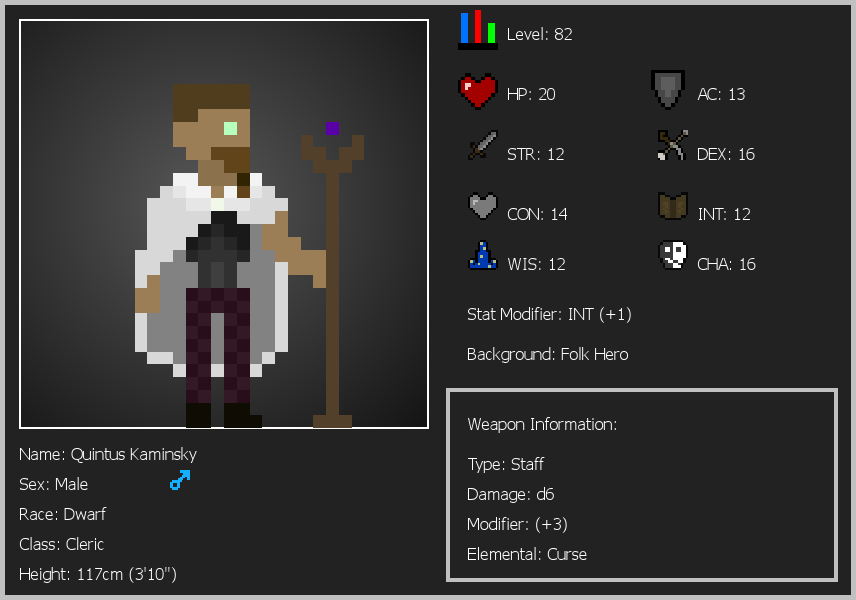 Level: 82
HP: 20
AC: 13
STR: 12
DEX: 16
CON: 14
INT: 12
WIS: 12
CHA: 16
Stat Modifier: INT (+1)
Background: Folk Hero
Weapon Information:
Type: Staff
Damage: d6
Modifier: (+3)
Elemental: Curse
Name: Quintus Kaminsky
Sex: Male
Race: Dwarf
Class: Cleric
Height: 117cm (3'10")